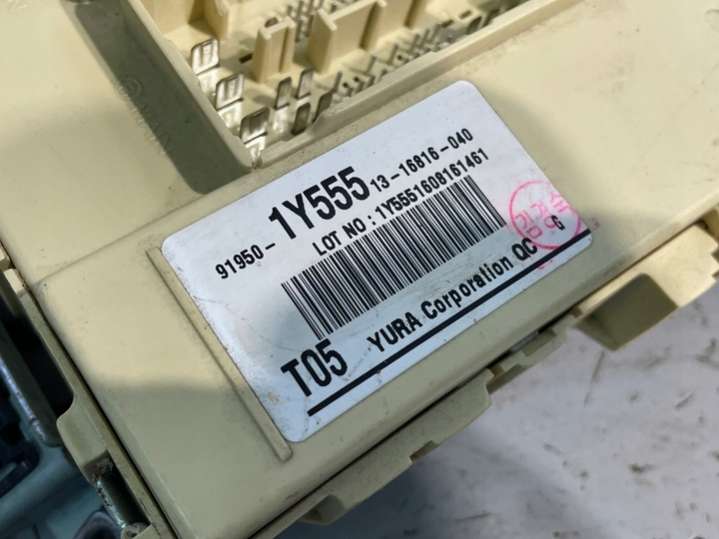 91950-1Y555 13-16816-040
LOT NO : 1Y5551608161461
T05 YURA Corporation QC G